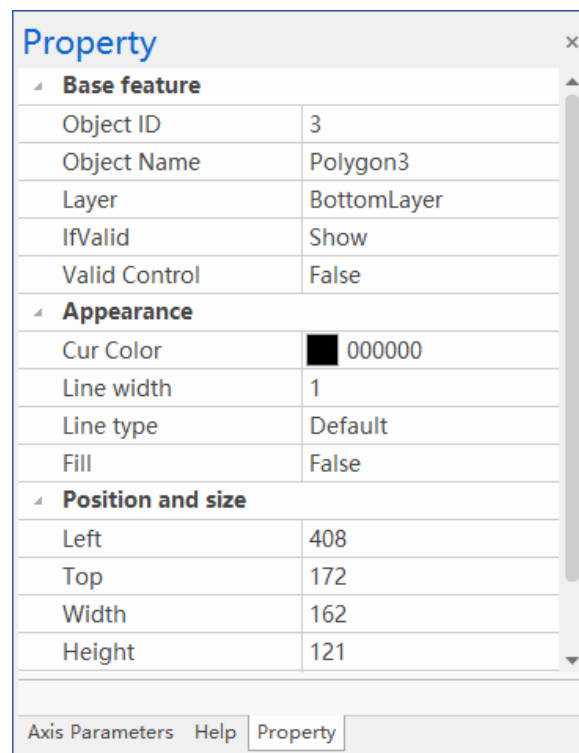 Property
Base feature
Object ID 3
Object Name Polygon3
Layer BottomLayer
IfValid Show
Valid Control False
Appearance
Cur Color 000000
Line width 1
Line type Default
Fill False
Position and size
Left 408
Top 172
Width 162
Height 121
Axis Parameters Help Property